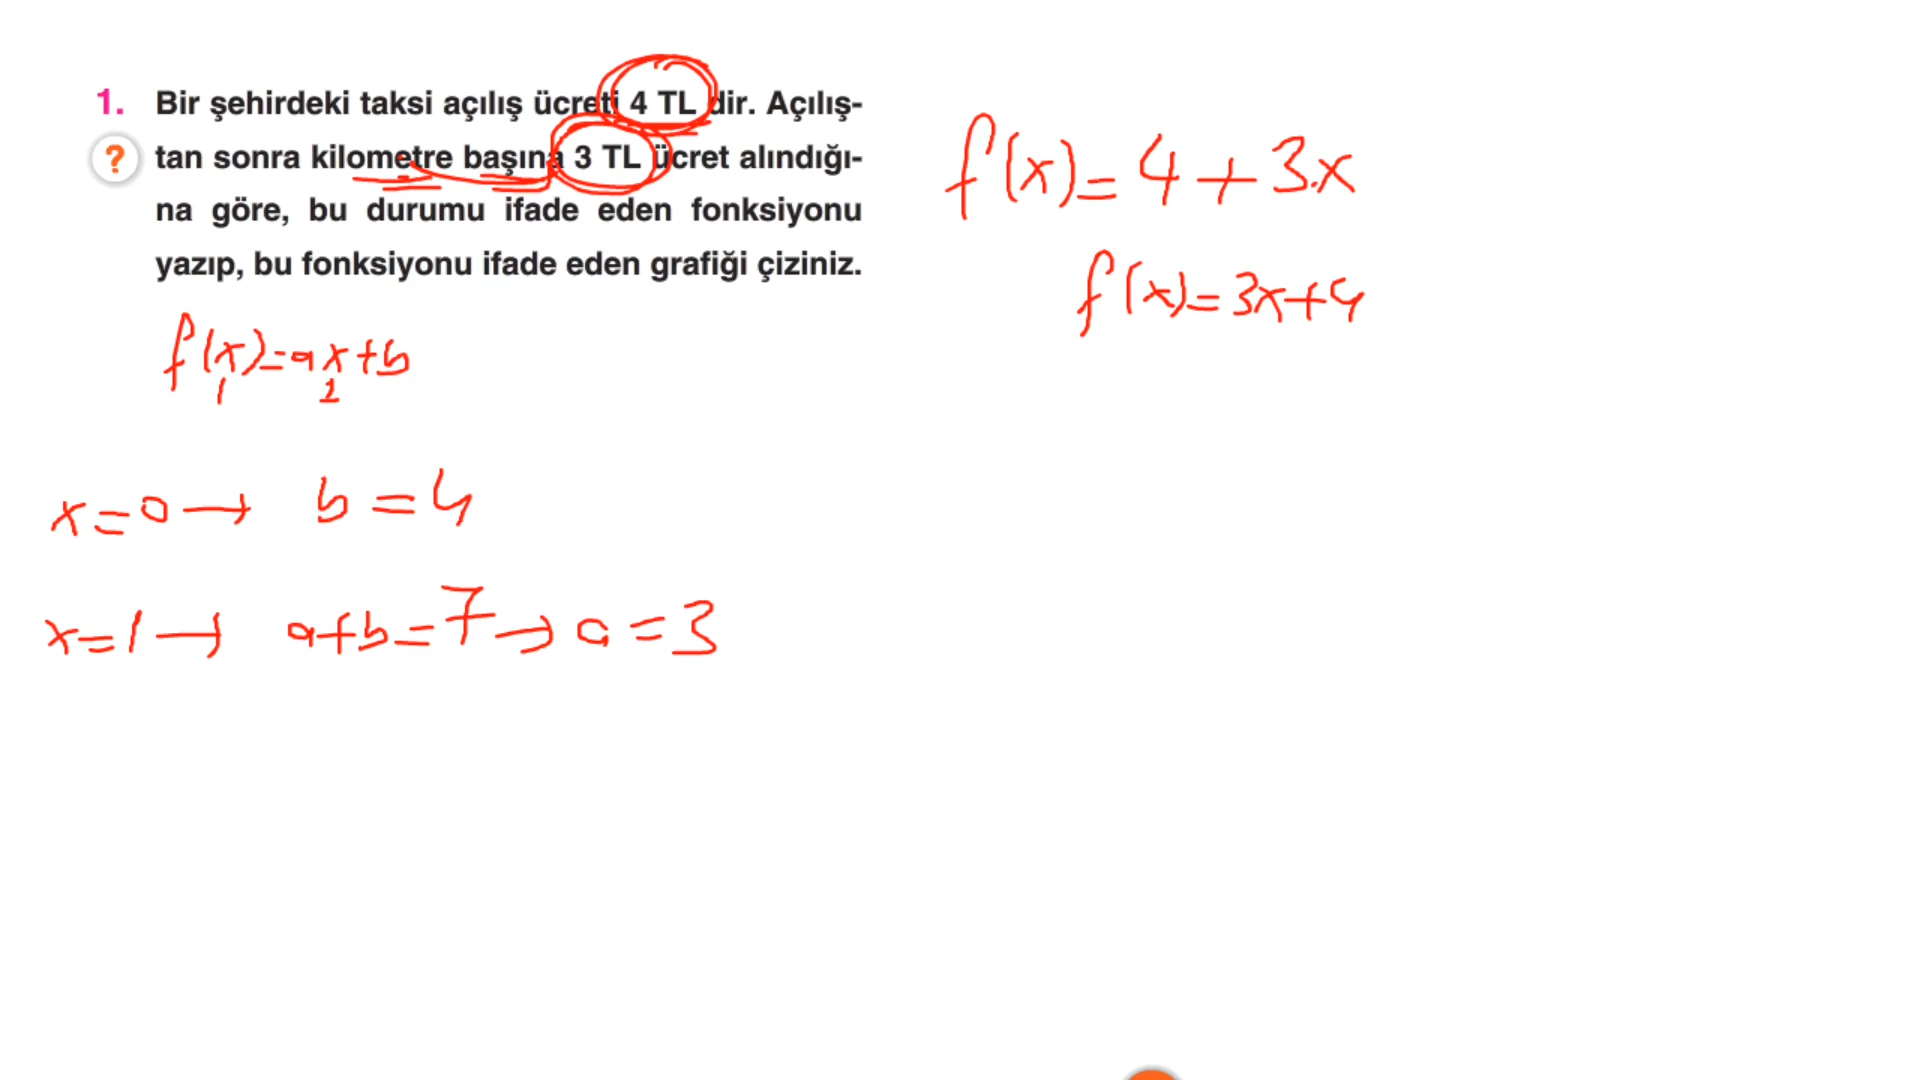 1. Bir şehirdeki taksi açılış ücreti 4 TL dir. Açılış-
? tan sonra kilometre başına 3 TL ücret alındığı-
na göre, bu durumu ifade eden fonksiyonu
yazıp, bu fonksiyonu ifade eden grafiği çiziniz.
f(x)=ax+b
1 1
x=0→ b=4
x=1→ a+b=7→a=3
f(x)=4+3.x
f(x)=3x+4